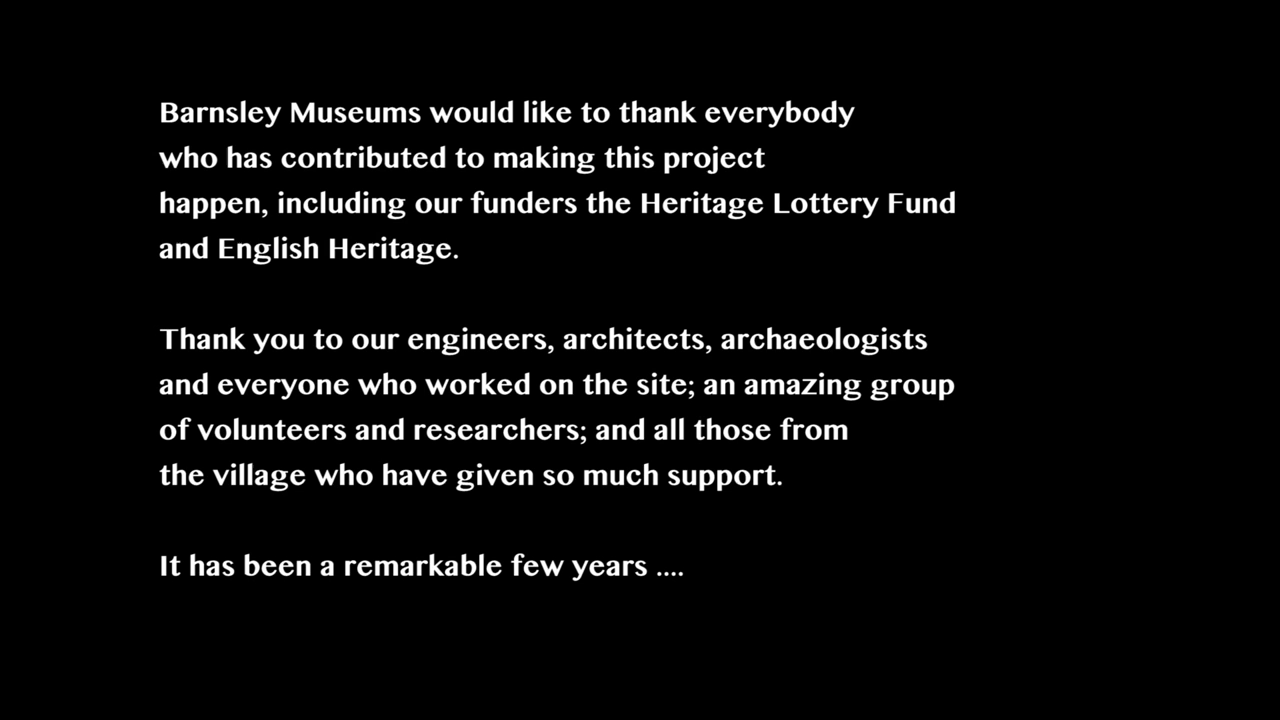 Barnsley Museums would like to thank everybody
who has contributed to making this project
happen, including our funders the Heritage Lottery Fund
and English Heritage.
Thank you to our engineers, architects, archaeologists
and everyone who worked on the site; an amazing group
of volunteers and researchers; and all those from
the village who have given so much support.
It has been a remarkable few years ....